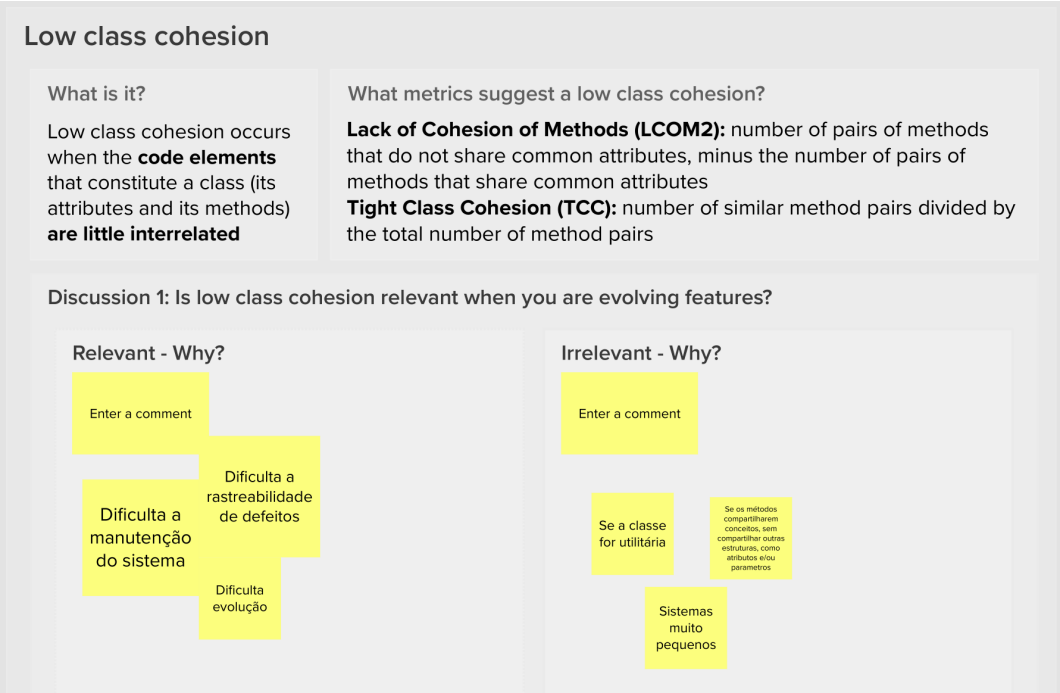 Low class cohesion
What is it?
Low class cohesion occurs
when the code elements
that constitute a class (its
attributes and its methods)
are little interrelated
What metrics suggest a low class cohesion?
Lack of Cohesion of Methods (LCOM2): number of pairs of methods
that do not share common attributes, minus the number of pairs of
methods that share common attributes
Tight Class Cohesion (TCC): number of similar method pairs divided by
the total number of method pairs
Discussion 1: Is low class cohesion relevant when you are evolving features?
Relevant - Why?
Enter a comment
Dificulta a
rastreabilidade
de defeitos
Dificulta a
manutenção
do sistema
Dificulta
evolução
Irrelevant - Why?
Enter a comment
Se a classe
for utilitária
Se os métodos
compartilharem
conceitos, sem
compartilhar outras
estruturas, como
atributos e/ou
parametros
Sistemas
muito
pequenos